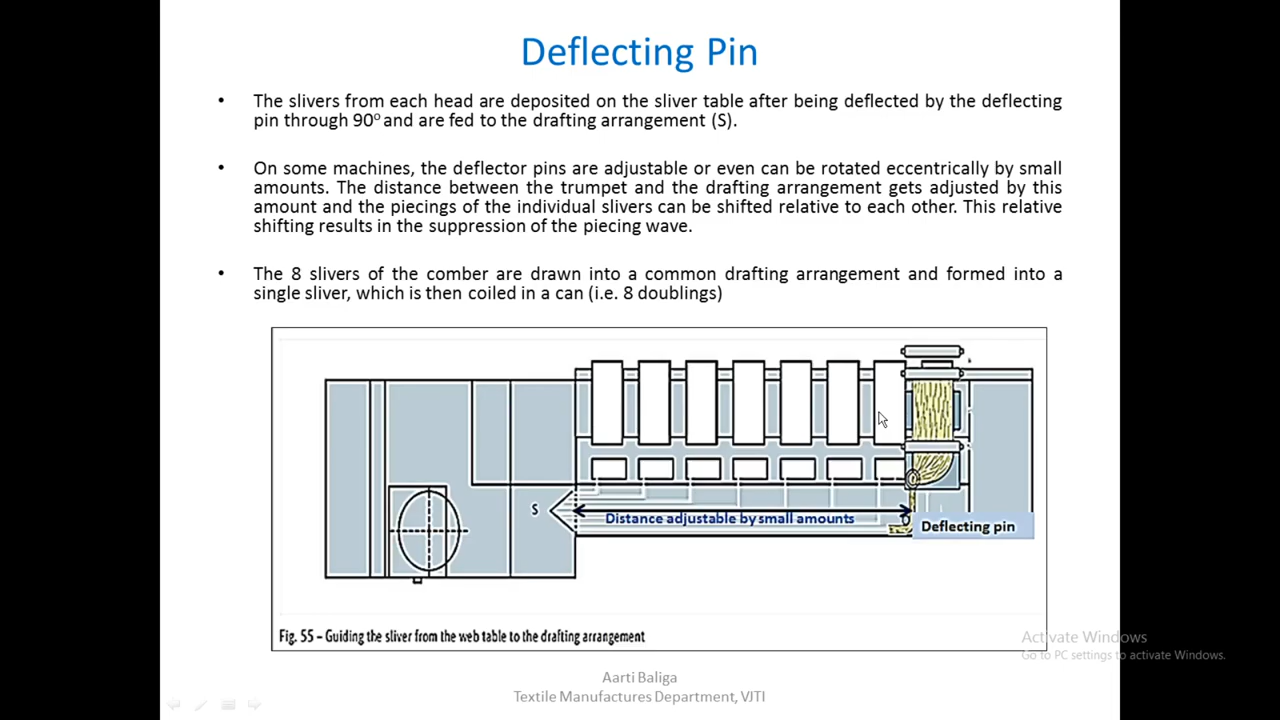 Deflecting Pin
• The slivers from each head are deposited on the sliver table after being deflected by the deflecting
pin through 90° and are fed to the drafting arrangement (S).
• On some machines, the deflector pins are adjustable or even can be rotated eccentrically by small
amounts. The distance between the trumpet and the drafting arrangement gets adjusted by this
amount and the piecings of the individual slivers can be shifted relative to each other. This relative
shifting results in the suppression of the piecing wave.
• The 8 slivers of the comber are drawn into a common drafting arrangement and formed into a
single sliver, which is then coiled in a can (i.e. 8 doublings)
S
Distance adjustable by small amounts
Deflecting pin
Fig. 55 – Guiding the sliver from the web table to the drafting arrangement
Activate Windows
Go to PC settings to activate Windows.
Aarti Baliga
Textile Manufactures Department, VJTI